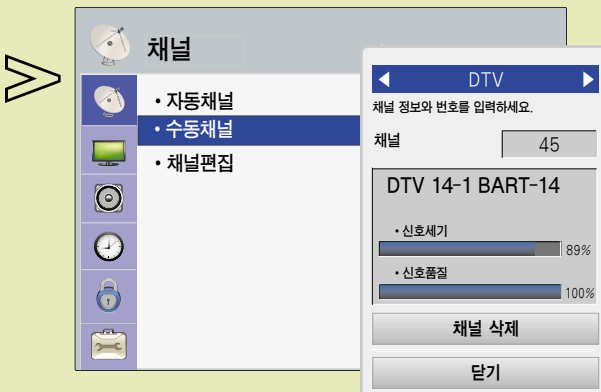 채널
• 자동채널
• 수동채널
• 채널편집
DTV
채널 정보와 번호를 입력하세요.
채널 45
DTV 14-1 BART-14
• 신호세기
89%
• 신호품질
100%
채널 삭제
닫기